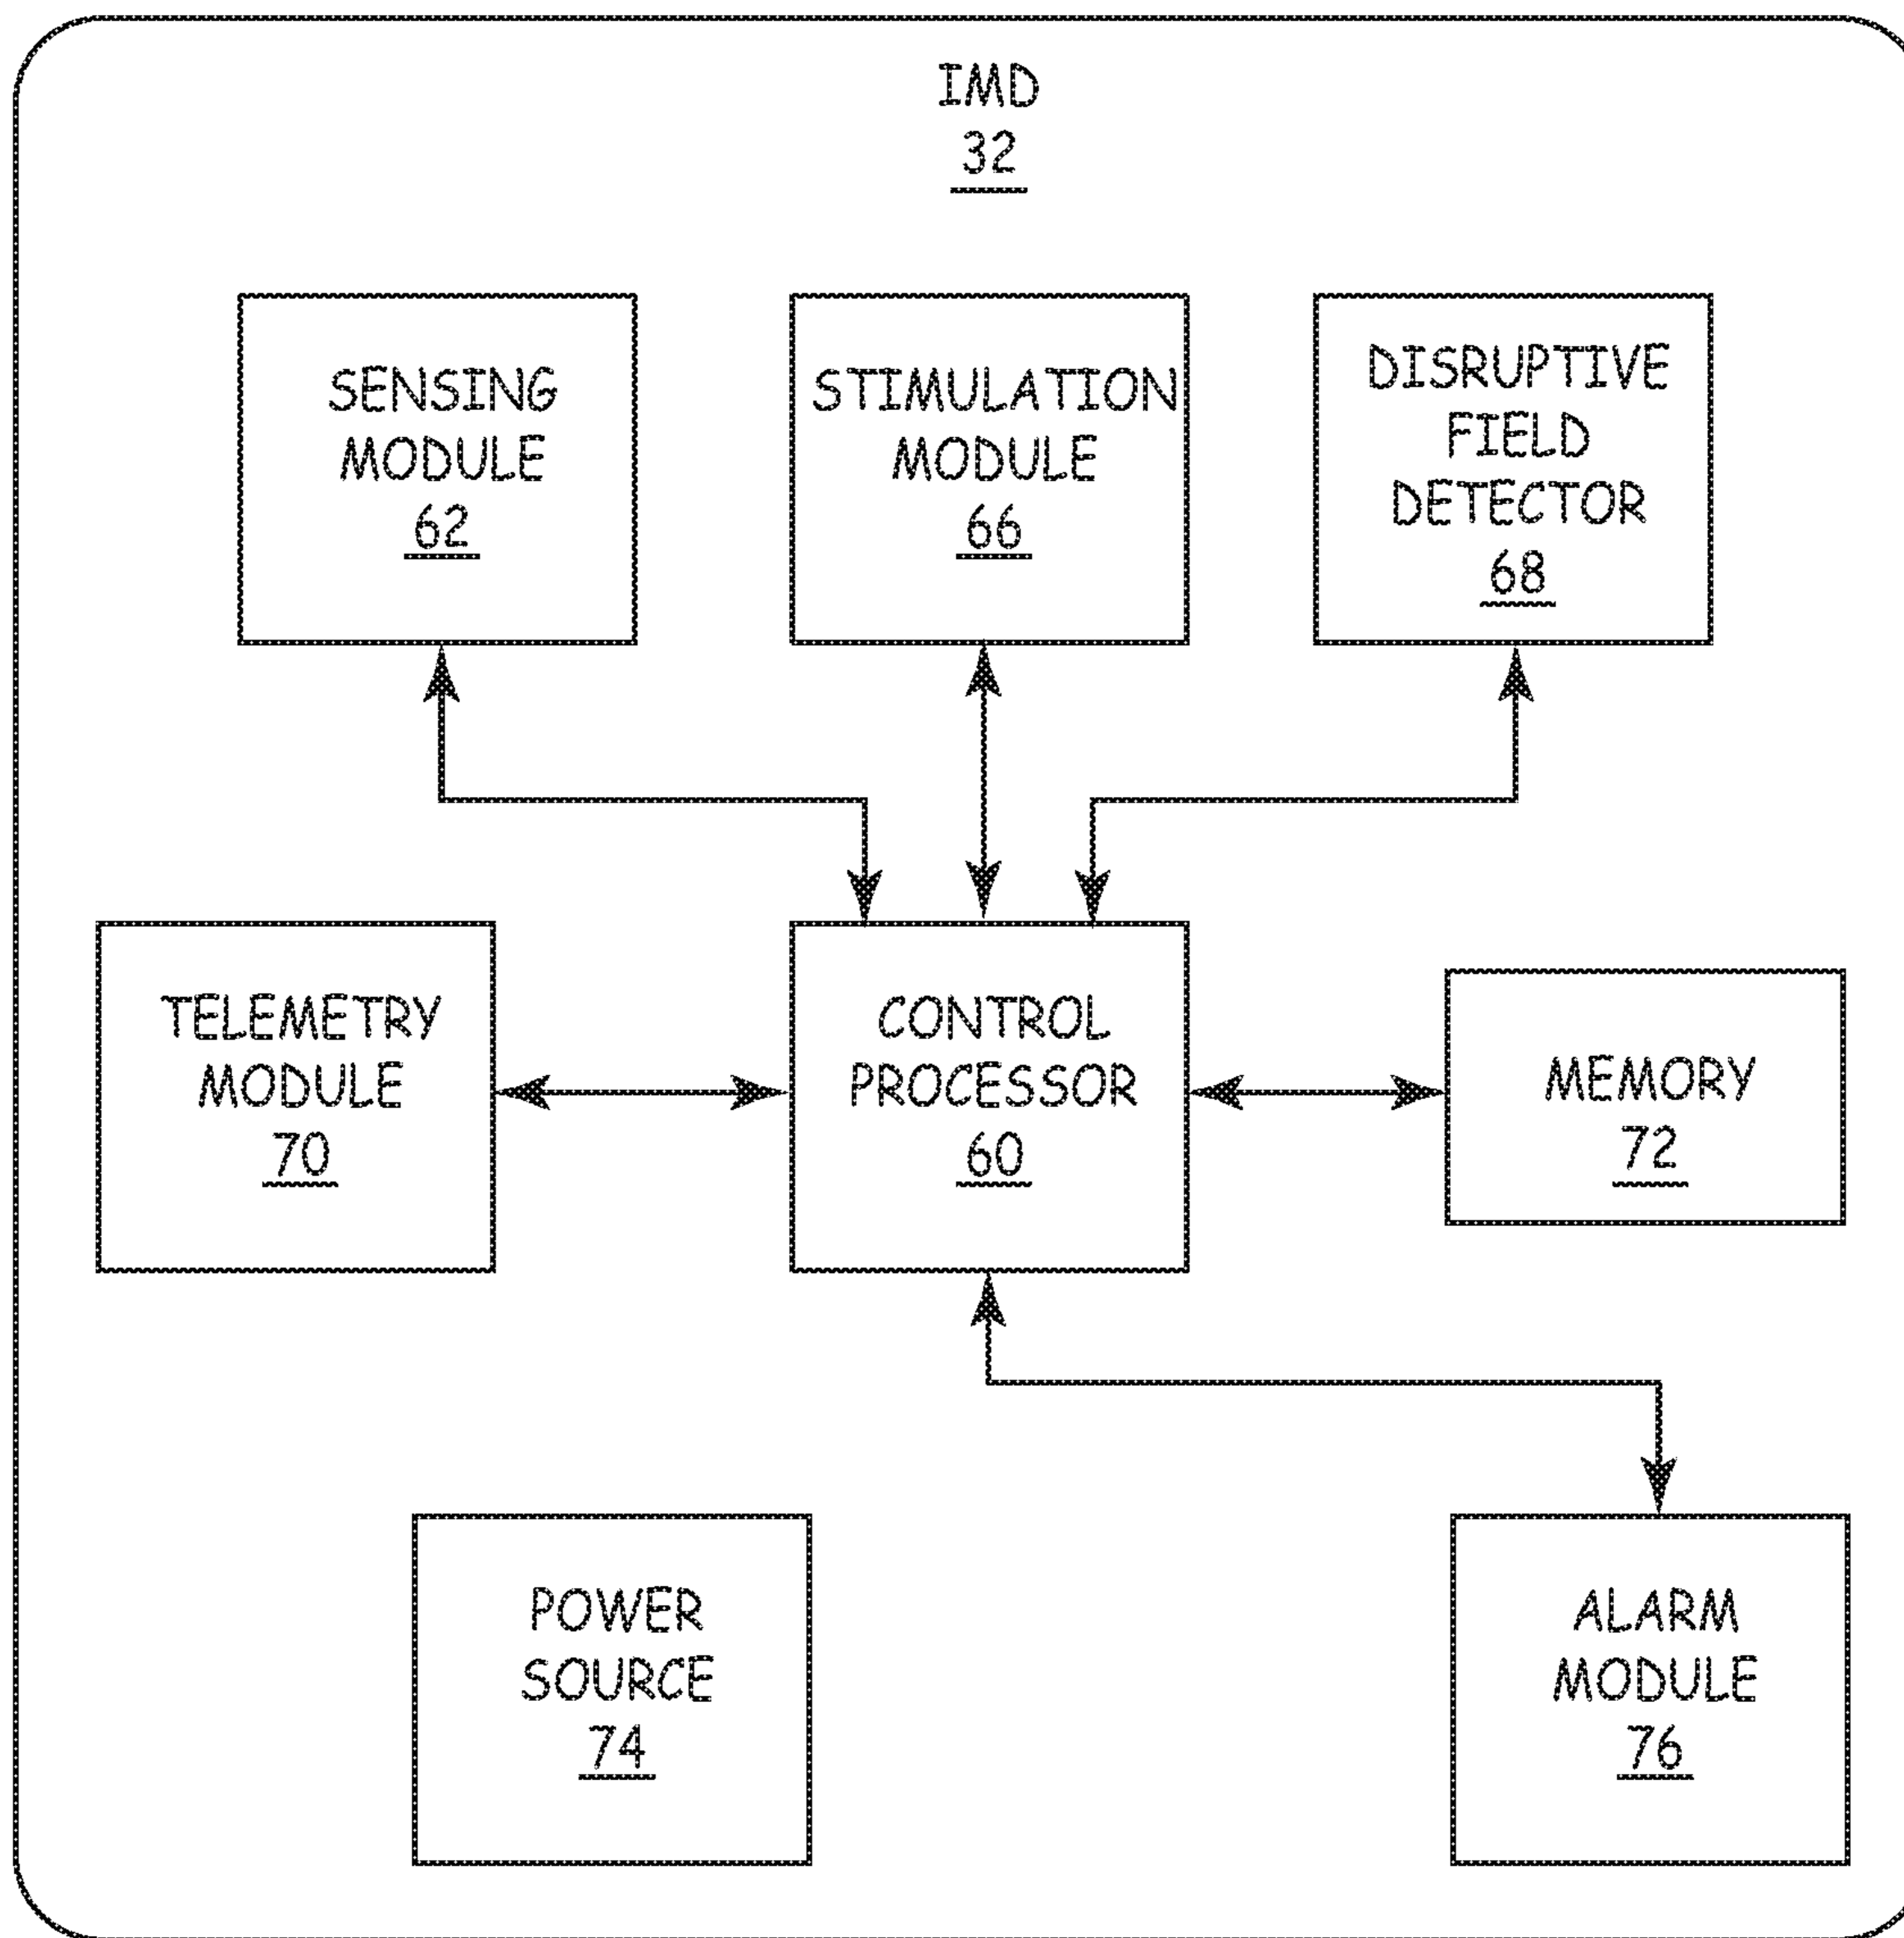 IMD
32
SENSING
MODULE
62
STIMULATION
MODULE
66
DISRUPTIVE
FIELD
DETECTOR
68
TELEMETRY
MODULE
70
CONTROL
PROCESSOR
60
MEMORY
72
POWER
SOURCE
74
ALARM
MODULE
76